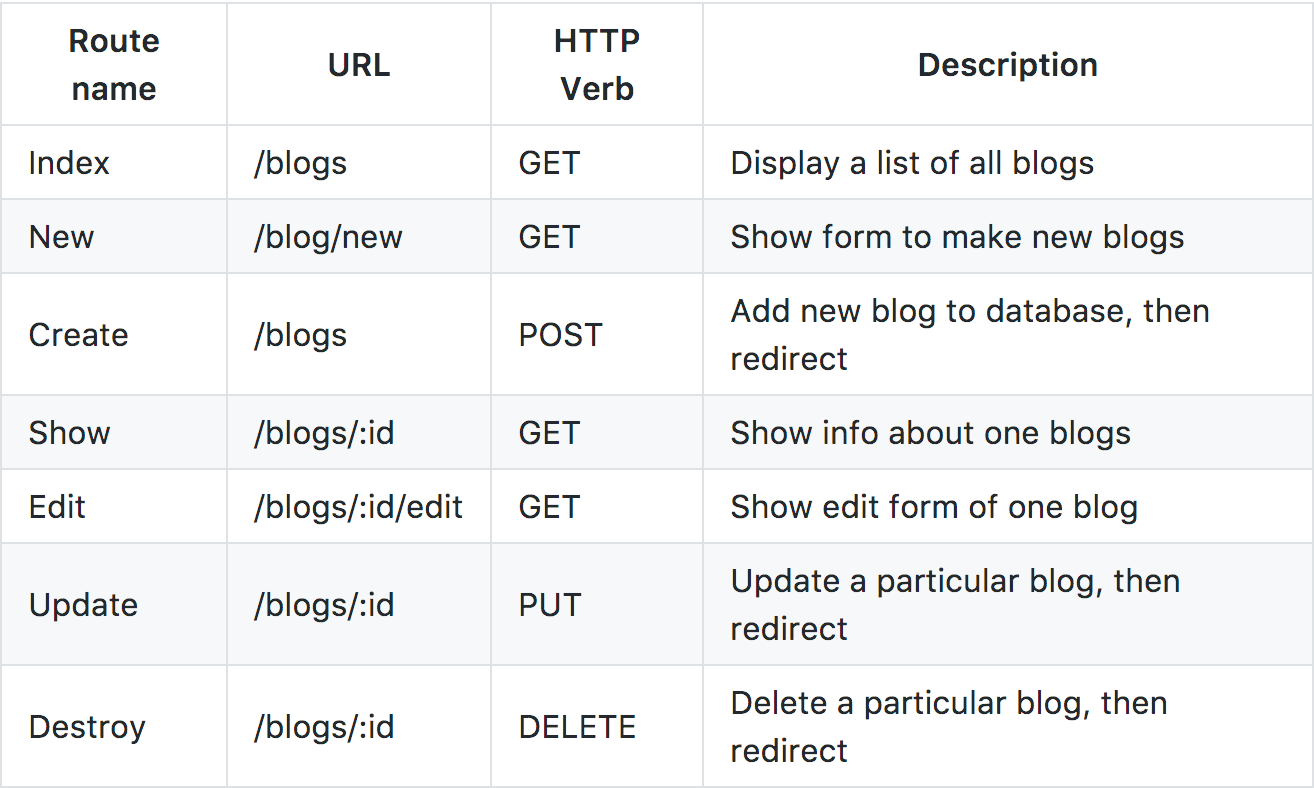 Route name URL HTTP Verb Description
Index /blogs GET Display a list of all blogs
New /blog/new GET Show form to make new blogs
Create /blogs POST Add new blog to database, then redirect
Show /blogs/:id GET Show info about one blogs
Edit /blogs/:id/edit GET Show edit form of one blog
Update /blogs/:id PUT Update a particular blog, then redirect
Destroy /blogs/:id DELETE Delete a particular blog, then redirect